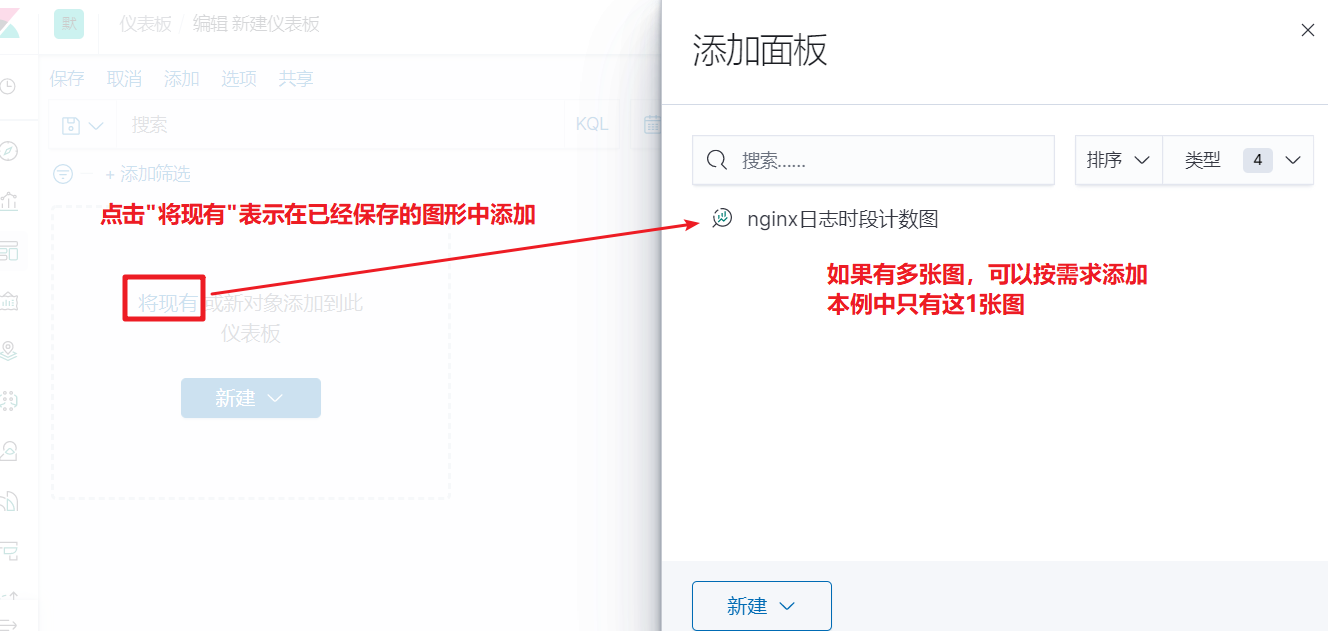 默 仪表板 / 编辑 新建仪表板
保存 取消 添加 选项 共享
搜索 KQL
+ 添加筛选
点击"将现有"表示在已经保存的图形中添加
将现有或新对象添加到此
仪表板
新建
添加面板
搜索......
排序 类型 4
nginx日志时段计数图
如果有多张图，可以按需求添加
本例中只有这1张图
新建